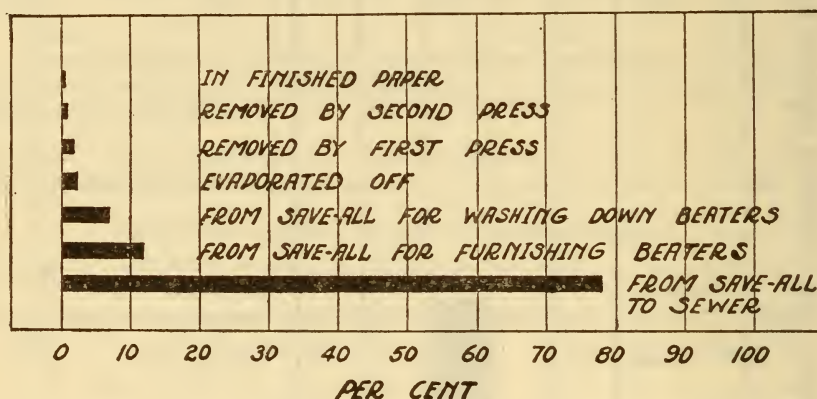 IN FINISHED PAPER
REMOVED BY SECOND PRESS
REMOVED BY FIRST PRESS
EVAPORATED OFF
FROM SAVE-ALL FOR WASHING DOWN BEATERS
FROM SAVE-ALL FOR FURNISHING BEATERS
FROM SAVE-ALL
TO SEWER
0 10 20 30 40 50 60 70 80 90 100
PER CENT